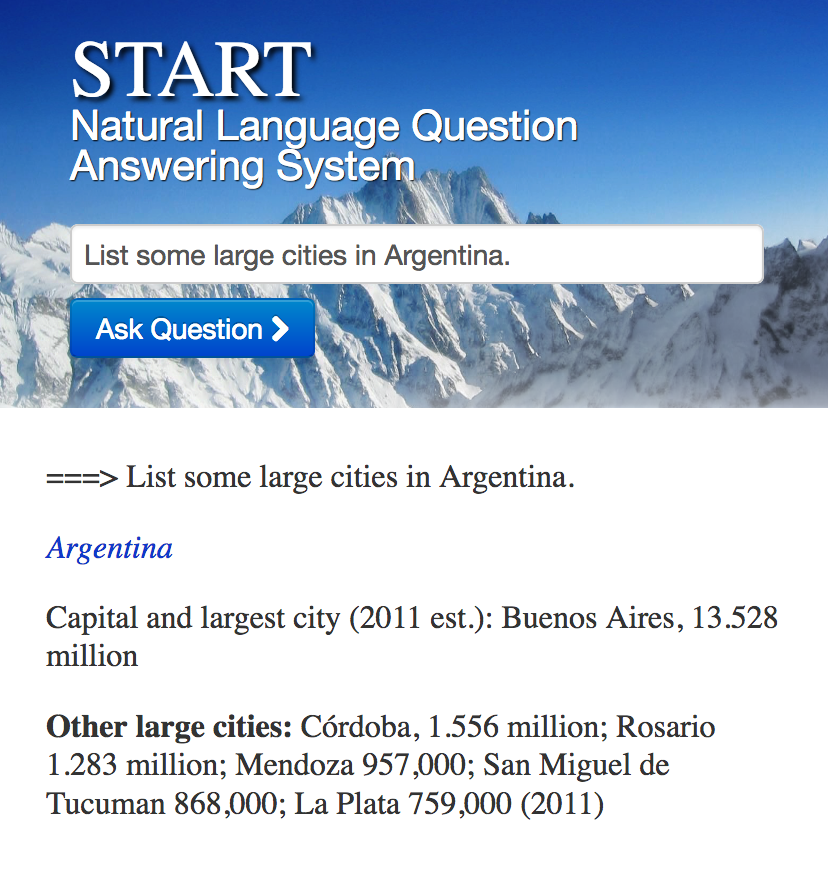 START
Natural Language Question
Answering System
List some large cities in Argentina.
Ask Question
===> List some large cities in Argentina.
Argentina
Capital and largest city (2011 est.): Buenos Aires, 13.528
million
Other large cities: Córdoba, 1.556 million; Rosario
1.283 million; Mendoza 957,000; San Miguel de
Tucuman 868,000; La Plata 759,000 (2011)